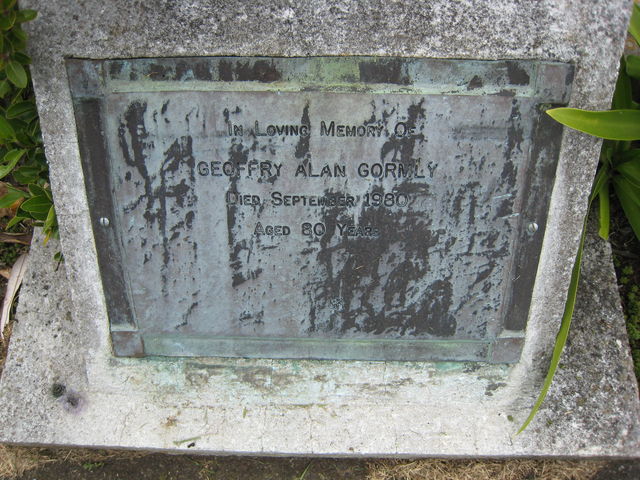 In Loving Memory Of
GEOFFRY ALAN GORMLY
Died September 1980
Aged 80 Years